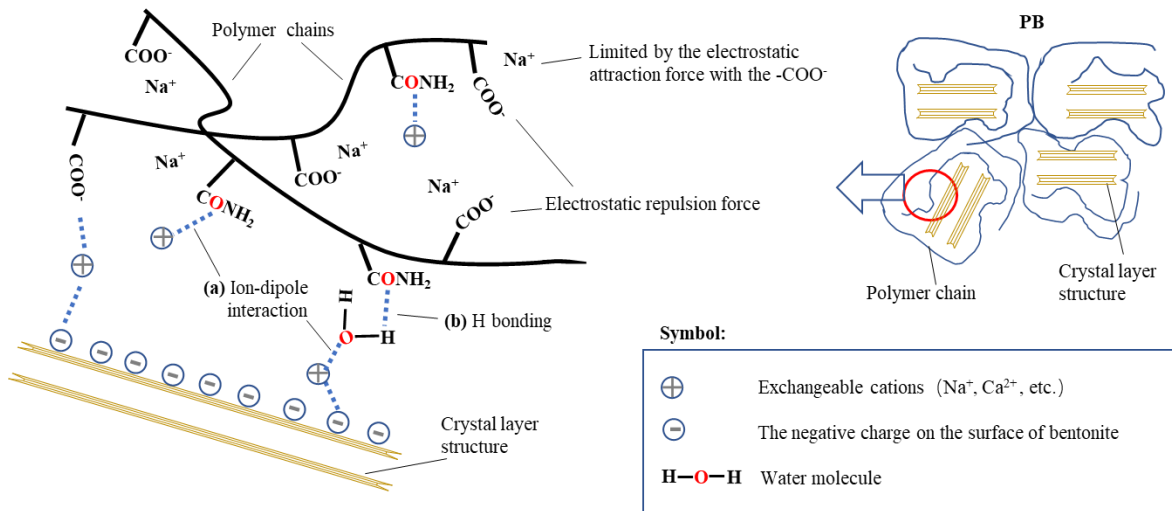 Polymer chains
COO⁻
Na⁺
CONH₂
Na⁺
COO⁻
Limited by the electrostatic
attraction force with the -COO⁻
PB
COO⁻
Na⁺
COO⁻
Na⁺
CONH₂
Na⁺
COO⁻
Electrostatic repulsion force
CONH₂
(a) Ion-dipole
interaction
H
O
H
(b) H bonding
Polymer chain
Crystal layer
structure
Crystal layer
structure
Symbol:
Exchangeable cations (Na⁺, Ca²⁺, etc.)
The negative charge on the surface of bentonite
H-O-H Water molecule